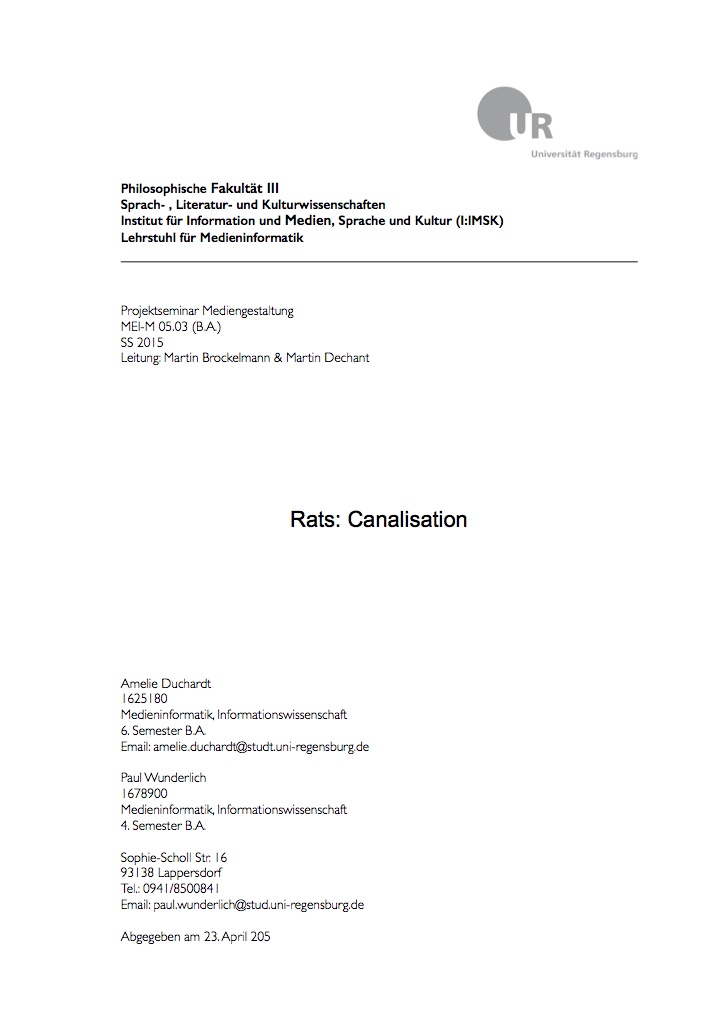 UR
Universität Regensburg
Philosophische Fakultät III
Sprach- , Literatur- und Kulturwissenschaften
Institut für Information und Medien, Sprache und Kultur (I:IMSK)
Lehrstuhl für Medieninformatik
Projektseminar Mediengestaltung
MEI-M 05.03 (B.A.)
SS 2015
Leitung: Martin Brockelmann & Martin Dechant
Rats: Canalisation
Amelie Duchardt
1625180
Medieninformatik, Informationswissenschaft
6. Semester B.A.
Email: amelie.duchardt@studt.uni-regensburg.de
Paul Wunderlich
1678900
Medieninformatik, Informationswissenschaft
4. Semester B.A.
Sophie-Scholl Str. 16
93138 Lappersdorf
Tel.: 0941/8500841
Email: paul.wunderlich@stud.uni-regensburg.de
Abgegeben am 23. April 205